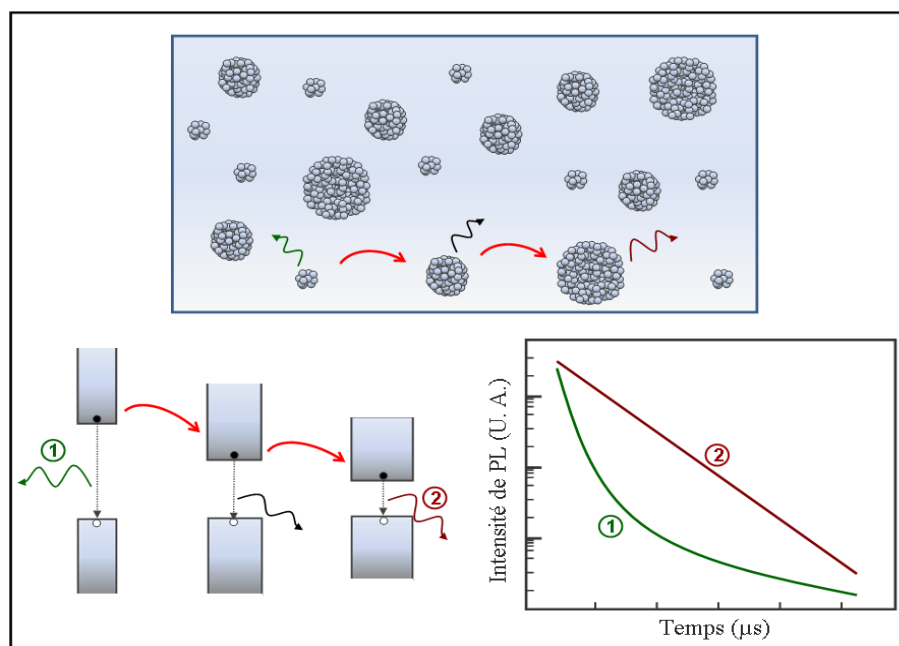 ①
②
Intensité de PL (U. A.)
②
①
Temps (µs)